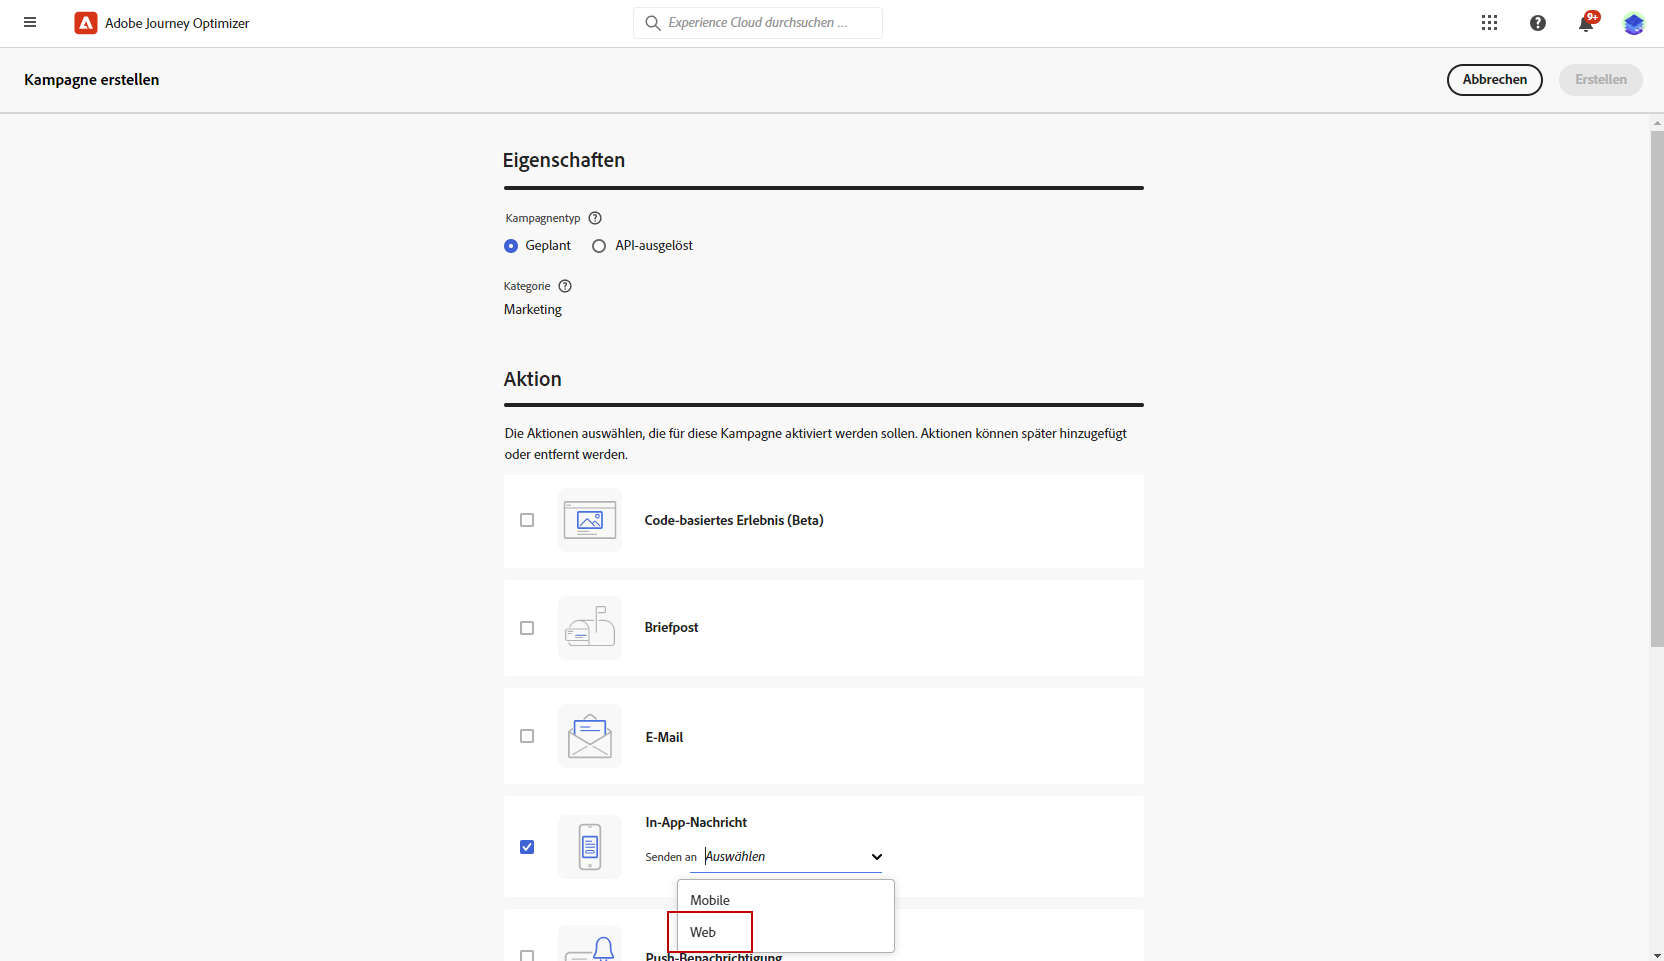 Adobe Journey Optimizer
Experience Cloud durchsuchen ...
9+
Kampagne erstellen
Abbrechen
Erstellen
Eigenschaften
Kampagnentyp
Geplant
API-ausgelöst
Kategorie
Marketing
Aktion
Die Aktionen auswählen, die für diese Kampagne aktiviert werden sollen. Aktionen können später hinzugefügt
oder entfernt werden.
Code-basiertes Erlebnis (Beta)
Briefpost
E-Mail
In-App-Nachricht
Senden an Auswählen
Mobile
Web
Push-Benachrichtigung